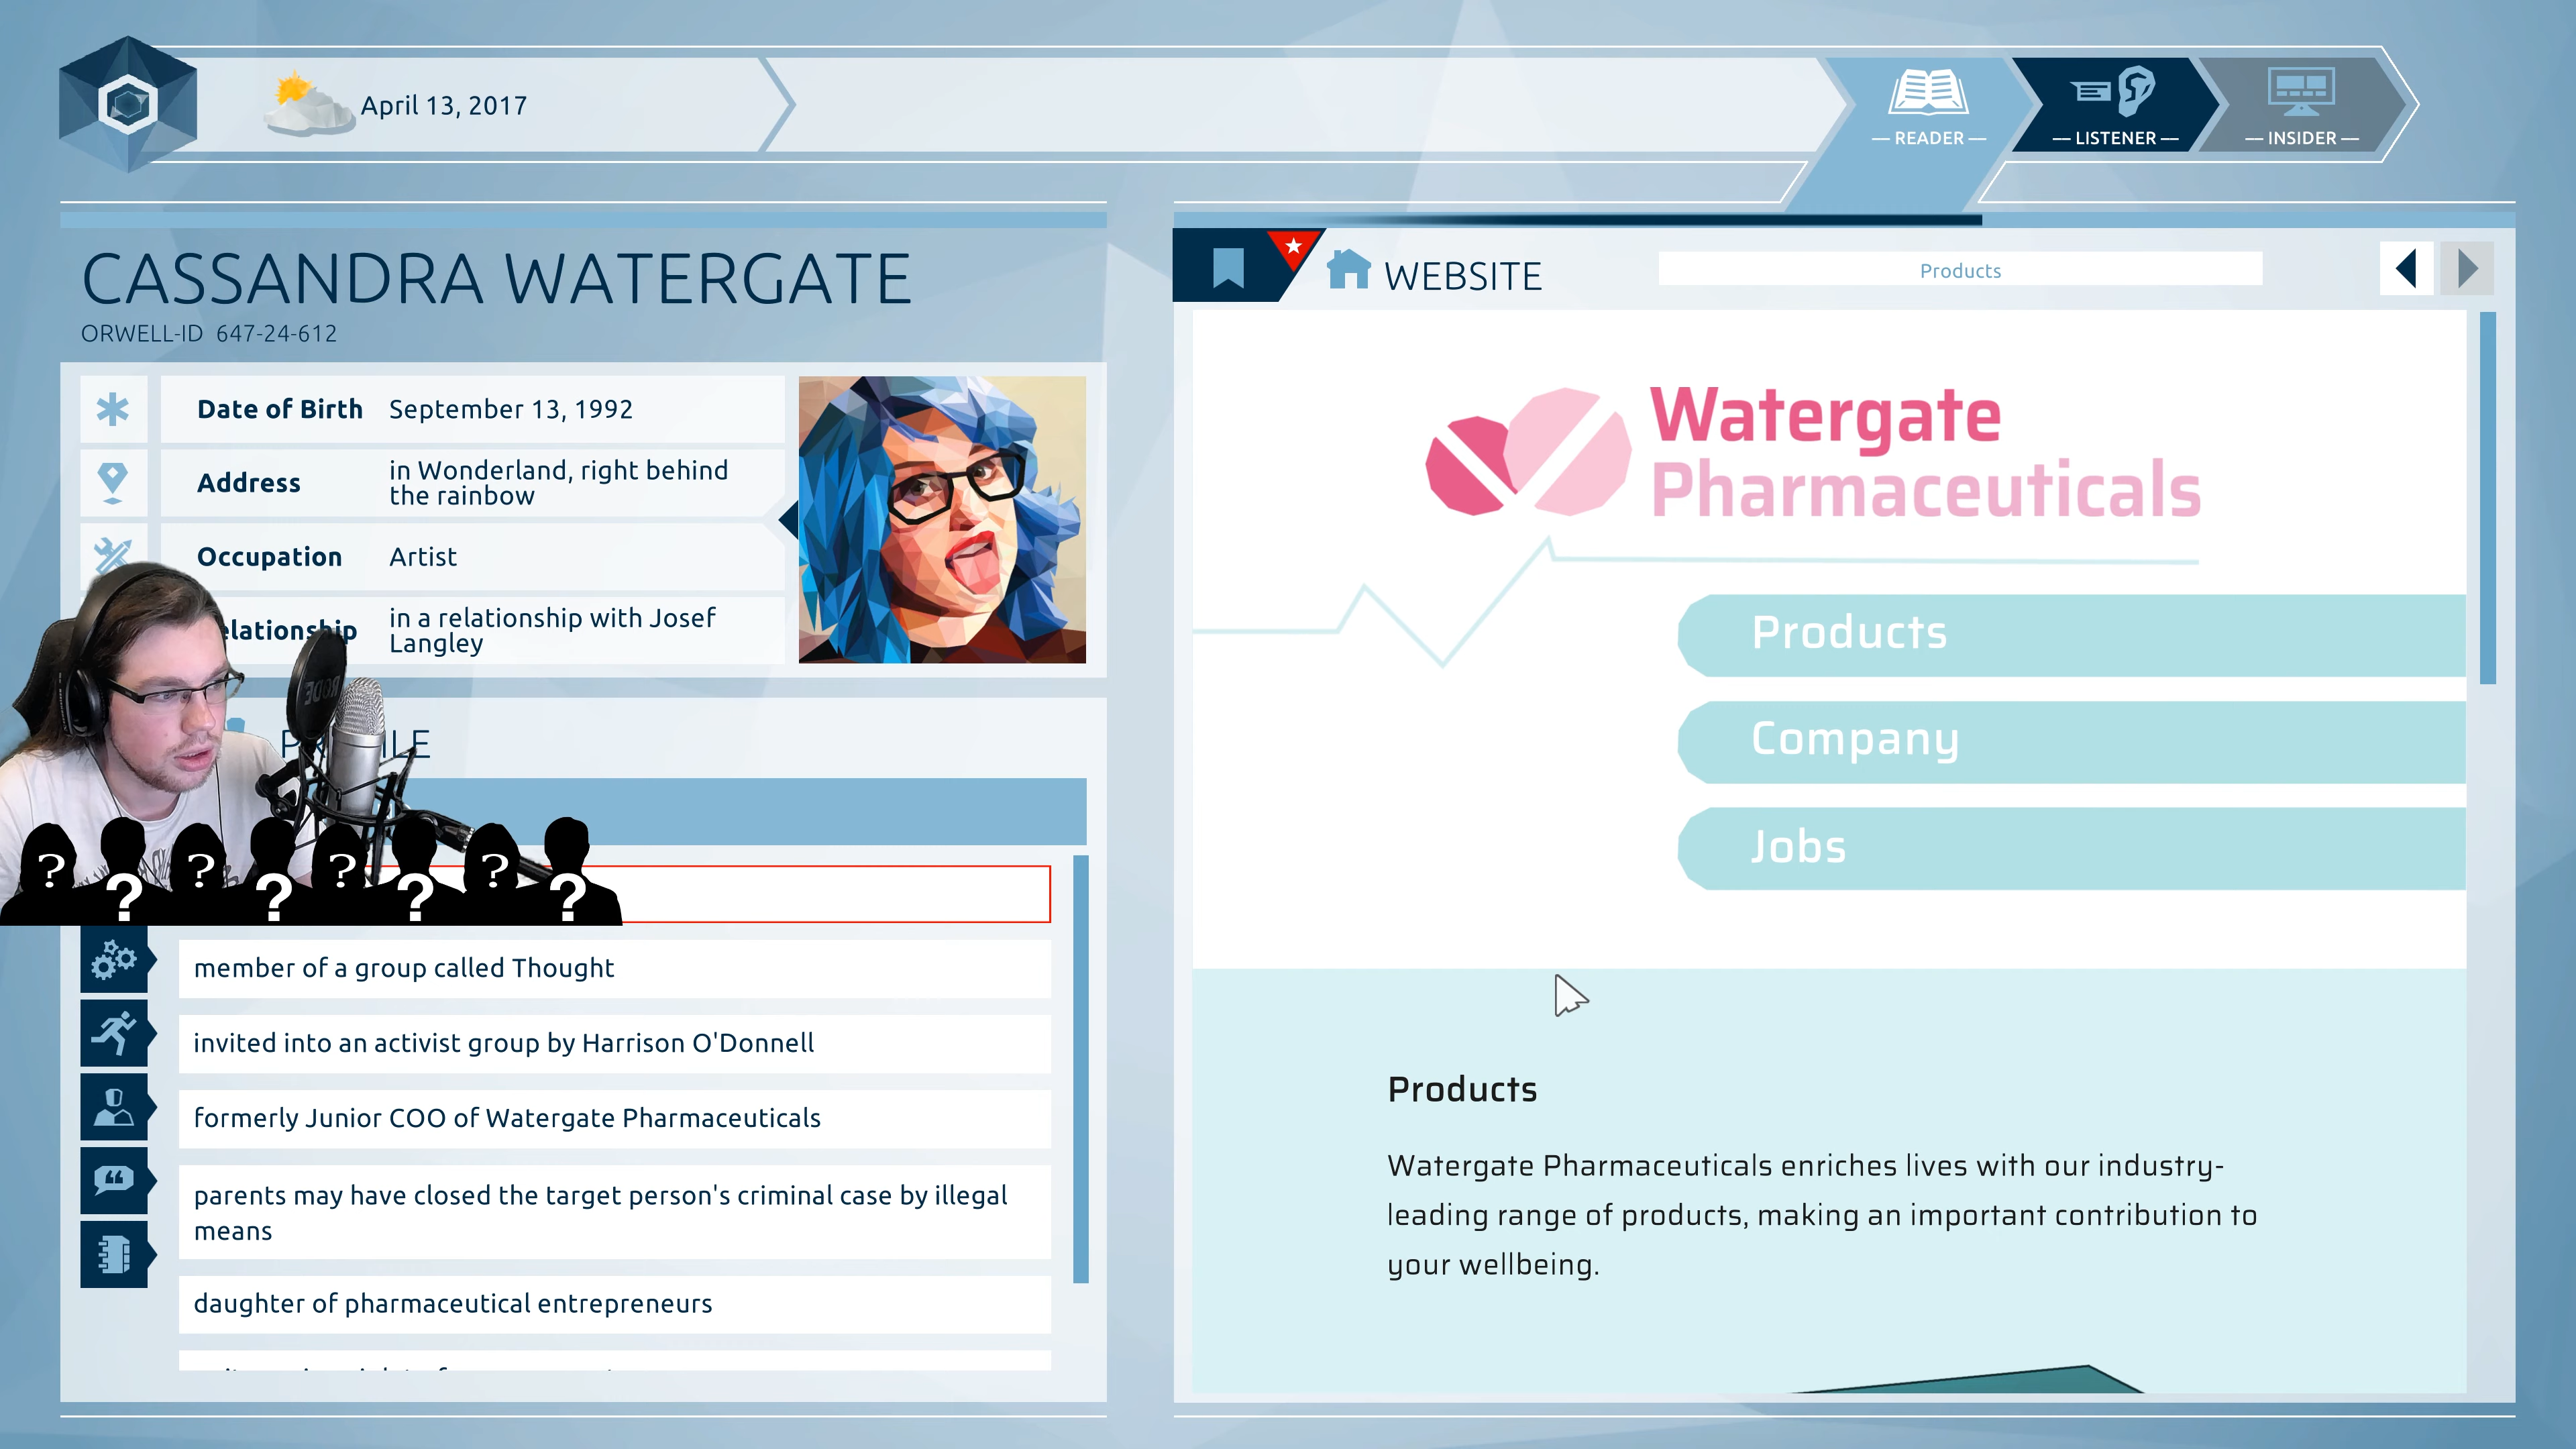 April 13, 2017
— READER —
— LISTENER —
— INSIDER —
CASSANDRA WATERGATE
ORWELL-ID 647-24-612
Date of Birth September 13, 1992
Address in Wonderland, right behind
the rainbow
Occupation Artist
elationship in a relationship with Josef
Langley
RODE
? ? ? ? ? ? ? ?
member of a group called Thought
invited into an activist group by Harrison O'Donnell
formerly Junior COO of Watergate Pharmaceuticals
parents may have closed the target person's criminal case by illegal
means
daughter of pharmaceutical entrepreneurs
WEBSITE
Products
Watergate
Pharmaceuticals
Products
Company
Jobs
Products
Watergate Pharmaceuticals enriches lives with our industry-
leading range of products, making an important contribution to
your wellbeing.